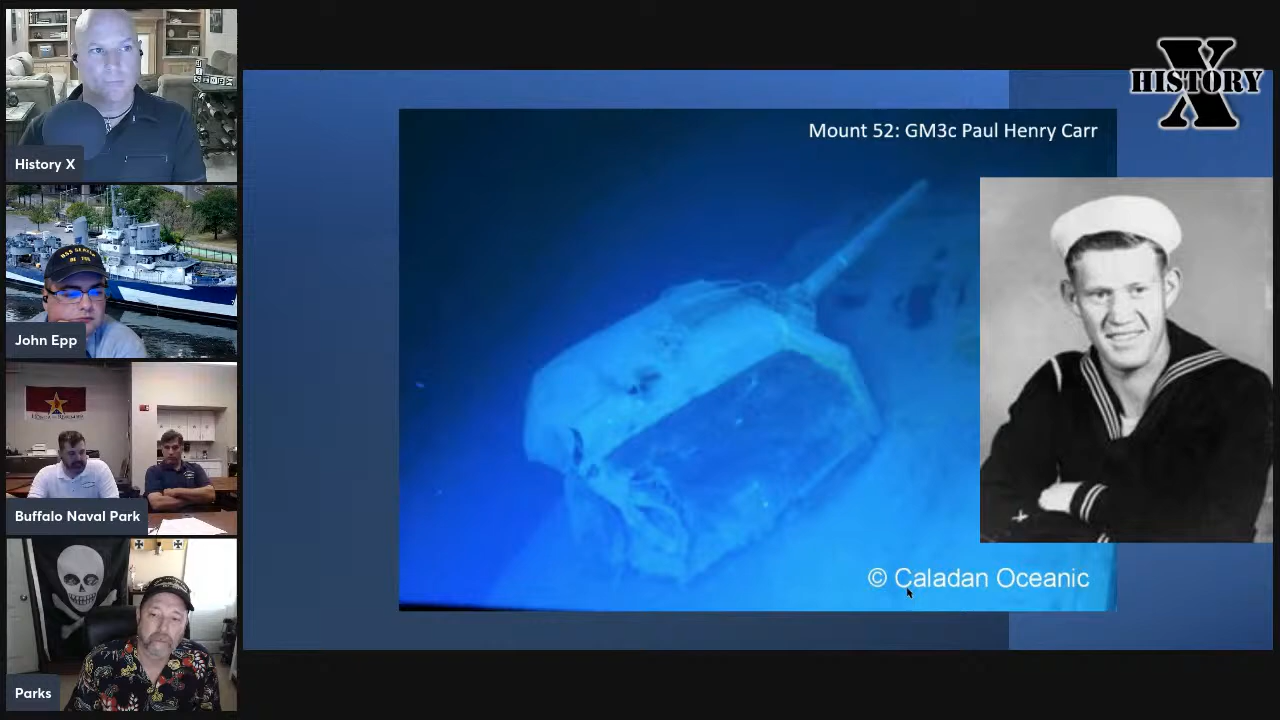 History X
John Epp
Buffalo Naval Park
Parks
Mount 52: GM3c Paul Henry Carr
© Caladan Oceanic
X
HISTORY